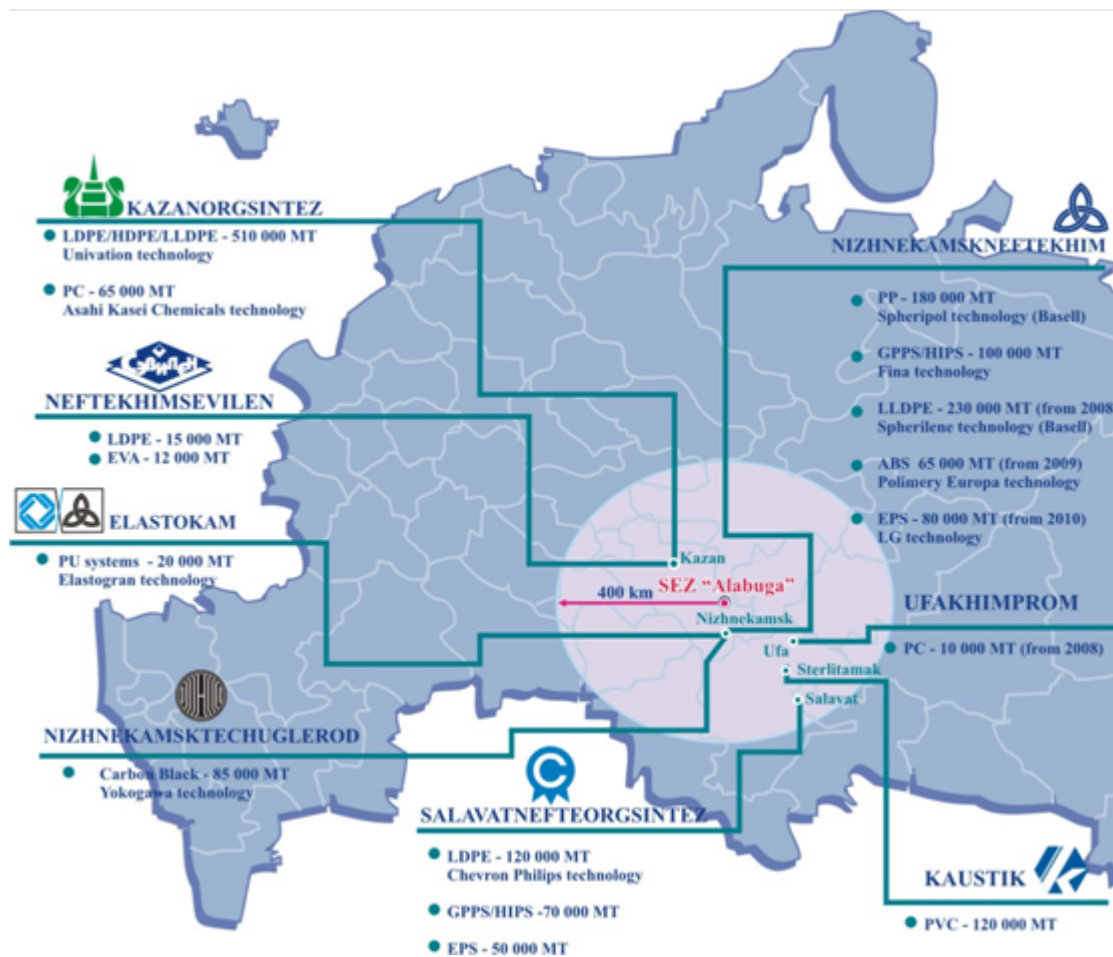 KAZANORGSINTEZ
LDPE/HDPE/LLDPE - 510 000 MT
Univation technology
PC - 65 000 MT
Asahi Kasei Chemicals technology
СЭВИЛЕН
NEFTEKHIMSEVILEN
LDPE - 15 000 MT
EVA - 12 000 MT
ELASTOKAM
PU systems - 20 000 MT
Elastogran technology
NIZHNEKAMSKTECHUGLEROD
Carbon Black - 85 000 MT
Yokogawa technology
SALAVATNEFTEORGSINTEZ
LDPE - 120 000 MT
Chevron Philips technology
GPPS/HIPS -70 000 MT
EPS - 50 000 MT
NIZHNEKAMSKNEFTEKHIM
PP - 180 000 MT
Spheripol technology (Basell)
GPPS/HIPS - 100 000 MT
Fina technology
LLDPE - 230 000 MT (from 2008
Spherilene technology (Basell)
ABS 65 000 MT (from 2009)
Polimery Europa technology
EPS - 80 000 MT (from 2010)
LG technology
Kazan
SEZ “Alabuga”
400 km
Nizhnekamsk
Ufa
Sterlitamak
Salavat
UFAKHIMPROM
PC - 10 000 MT (from 2008)
KAUSTIK
PVC - 120 000 MT